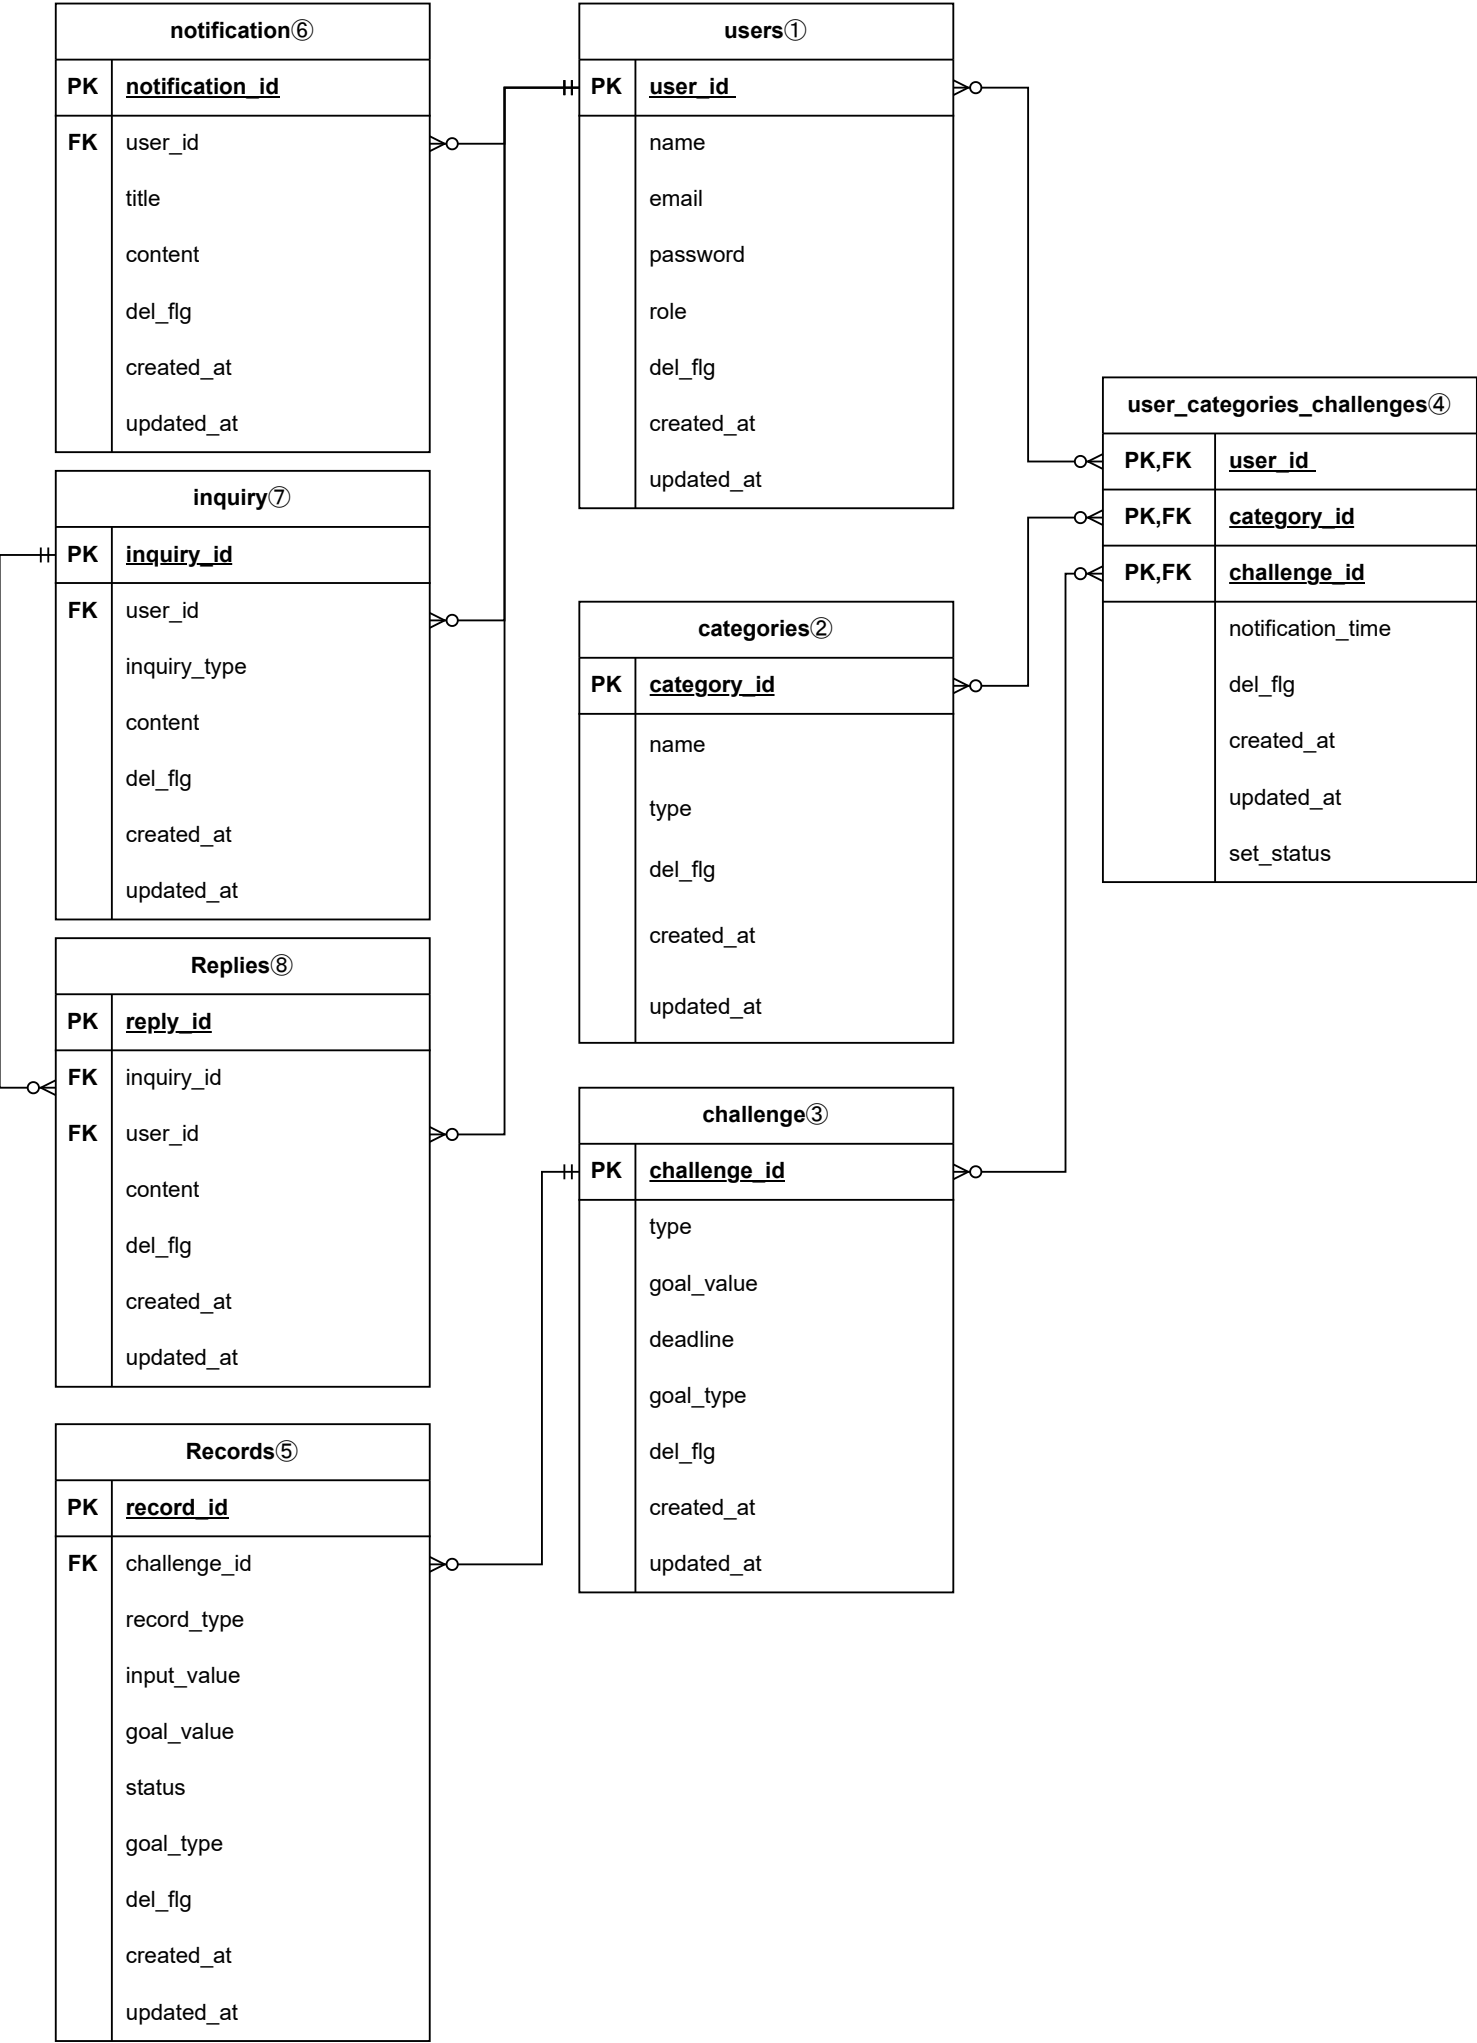 notification⑥
PK notification_id
FK user_id
title
content
del_flg
created_at
updated_at
inquiry⑦
PK inquiry_id
FK user_id
inquiry_type
content
del_flg
created_at
updated_at
Replies⑧
PK reply_id
FK inquiry_id
FK user_id
content
del_flg
created_at
updated_at
Records⑤
PK record_id
FK challenge_id
record_type
input_value
goal_value
status
goal_type
del_flg
created_at
updated_at
users①
PK user_id
name
email
password
role
del_flg
created_at
updated_at
categories②
PK category_id
name
type
del_flg
created_at
updated_at
challenge③
PK challenge_id
type
goal_value
deadline
goal_type
del_flg
created_at
updated_at
user_categories_challenges④
PK,FK user_id
PK,FK category_id
PK,FK challenge_id
notification_time
del_flg
created_at
updated_at
set_status